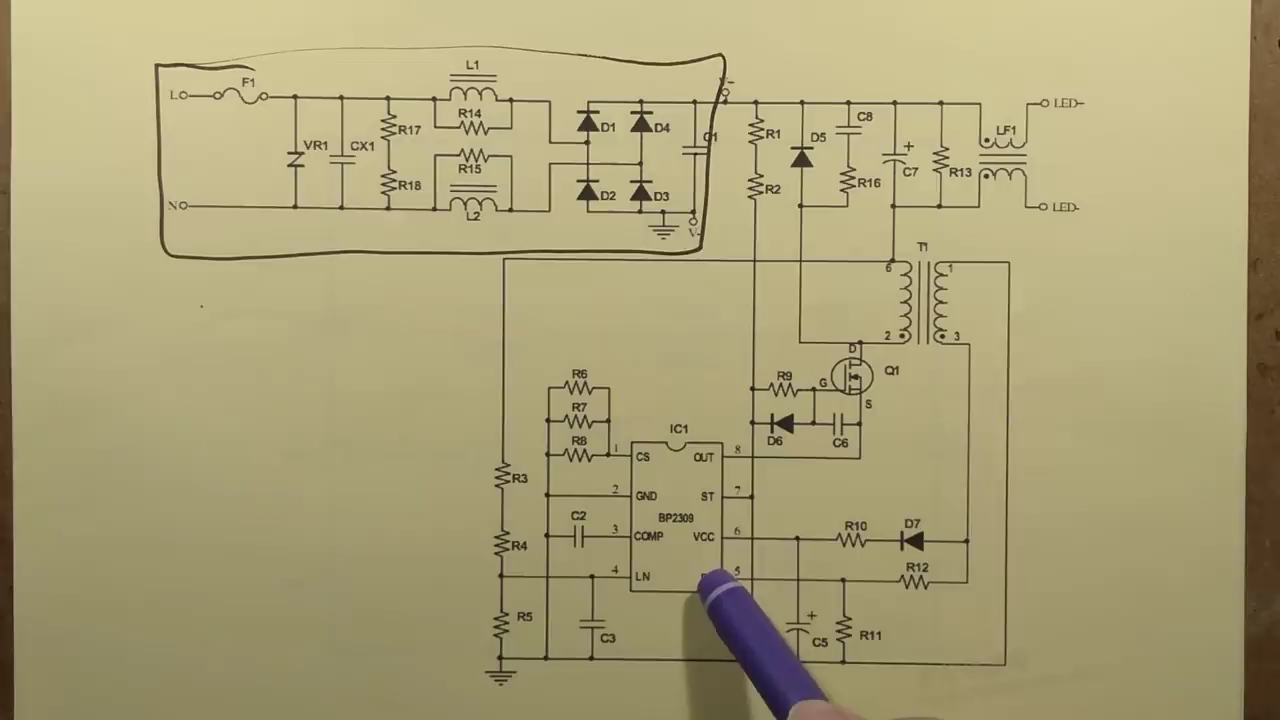 L1
F1
L
R14
D1
D4
R1
D5
C8
LED-
LF1
R17
VR1
CX1
R15
C7
R13
R18
D2
D3
R2
R16
N
L2
LED-
T1
6
1
2
3
D
R9
G
Q1
S
R6
R7
D6
C6
IC1
R8
1
CS
OUT
8
R3
2
GND
ST
7
BP2309
C2
3
COMP
VCC
6
R10
D7
R4
4
LN
5
R12
R5
C3
C5
R11